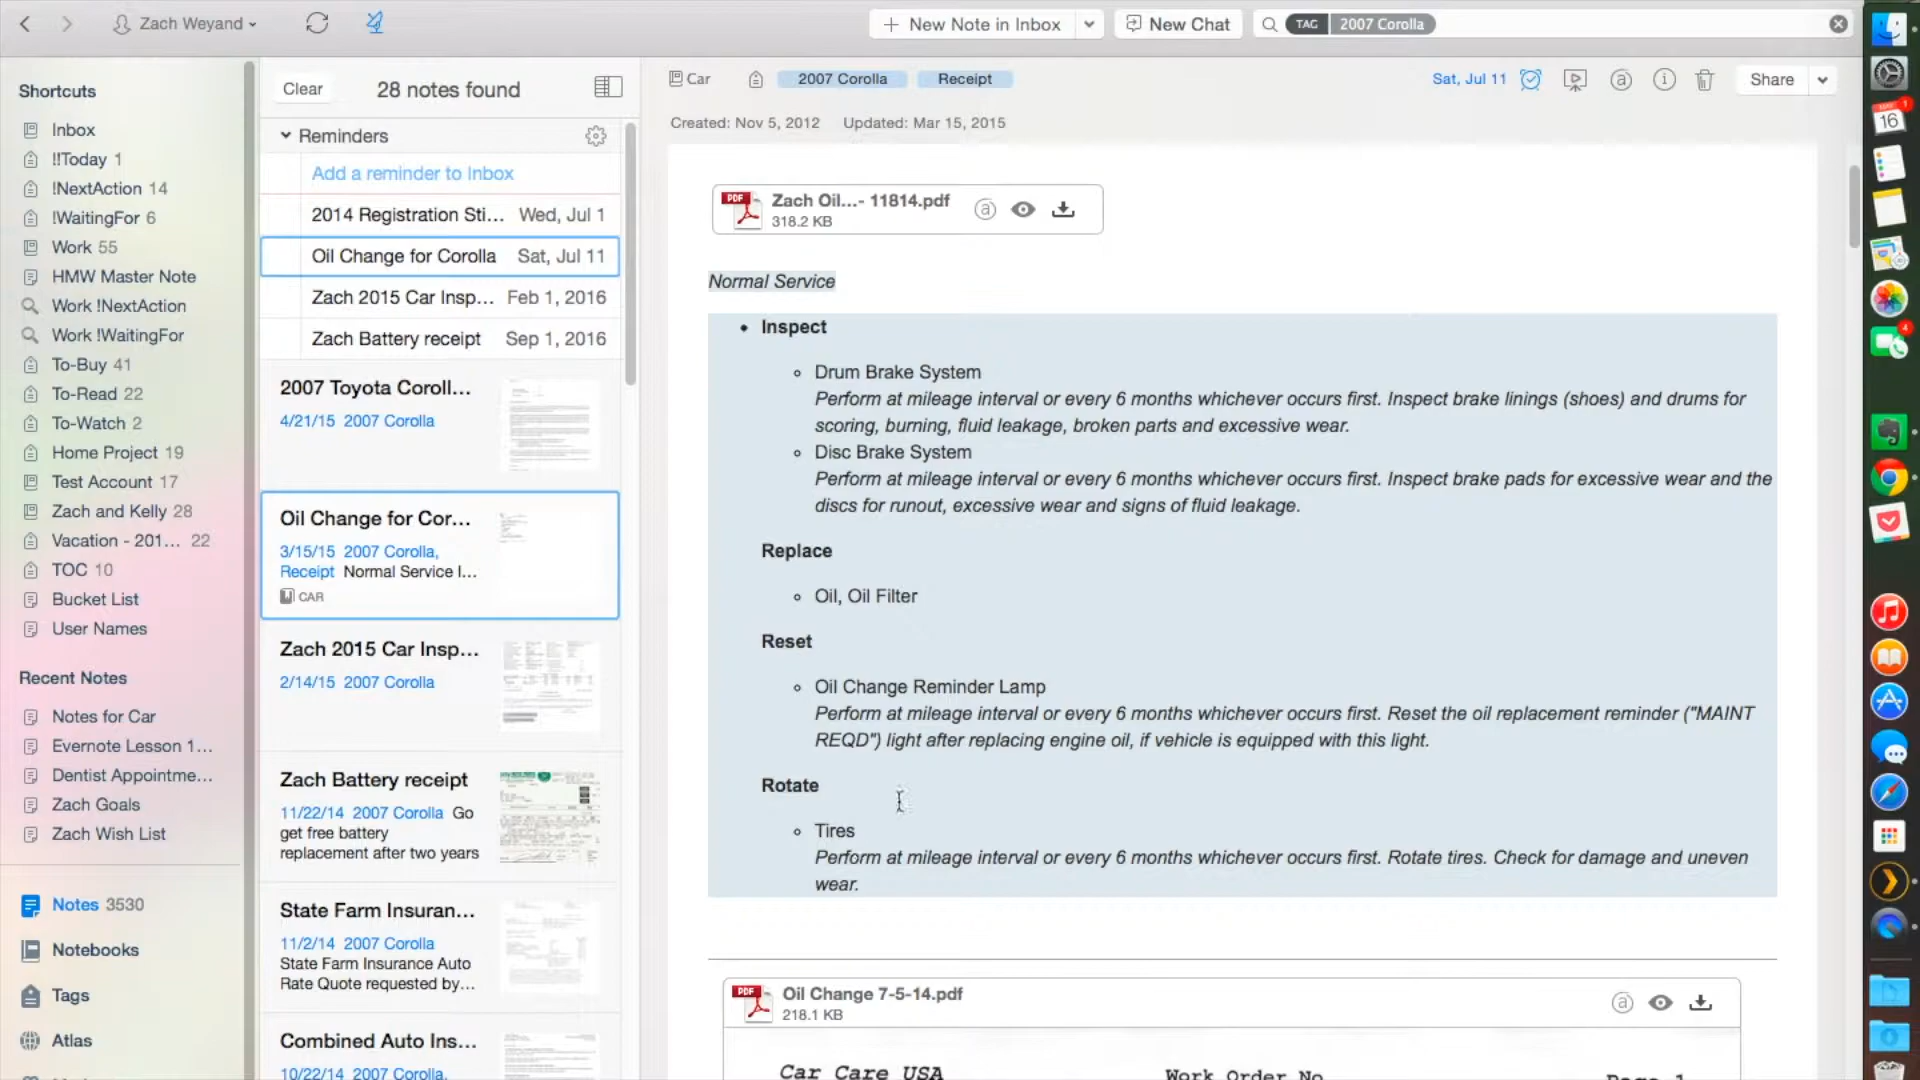 Zach Weyand
New Note in Inbox
New Chat
TAG 2007 Corolla
Shortcuts
Inbox
!!Today 1
!NextAction 14
!WaitingFor 6
Work 55
HMW Master Note
Work !NextAction
Work !WaitingFor
To-Buy 41
To-Read 22
To-Watch 2
Home Project 19
Test Account 17
Zach and Kelly 28
Vacation - 201... 22
TOC 10
Bucket List
User Names
Recent Notes
Notes for Car
Evernote Lesson 1...
Dentist Appointme...
Zach Goals
Zach Wish List
Notes 3530
Notebooks
Tags
Atlas
Clear
28 notes found
Reminders
Add a reminder to Inbox
2014 Registration Sti... Wed, Jul 1
Oil Change for Corolla Sat, Jul 11
Zach 2015 Car Insp... Feb 1, 2016
Zach Battery receipt Sep 1, 2016
2007 Toyota Coroll...
4/21/15 2007 Corolla
Oil Change for Cor...
3/15/15 2007 Corolla,
Receipt Normal Service I...
CAR
Zach 2015 Car Insp...
2/14/15 2007 Corolla
Zach Battery receipt
11/22/14 2007 Corolla Go
get free battery
replacement after two years
State Farm Insuran...
11/2/14 2007 Corolla
State Farm Insurance Auto
Rate Quote requested by...
Combined Auto Ins...
10/22/14 2007 Corolla,
Car
2007 Corolla
Receipt
Sat, Jul 11
Share
Created: Nov 5, 2012 Updated: Mar 15, 2015
PDF
Zach Oil...- 11814.pdf
318.2 KB
Normal Service
• Inspect
Drum Brake System
Perform at mileage interval or every 6 months whichever occurs first. Inspect brake linings (shoes) and drums for
scoring, burning, fluid leakage, broken parts and excessive wear.
Disc Brake System
Perform at mileage interval or every 6 months whichever occurs first. Inspect brake pads for excessive wear and the
discs for runout, excessive wear and signs of fluid leakage.
Replace
Oil, Oil Filter
Reset
Oil Change Reminder Lamp
Perform at mileage interval or every 6 months whichever occurs first. Reset the oil replacement reminder ("MAINT
REQD") light after replacing engine oil, if vehicle is equipped with this light.
Rotate
Tires
Perform at mileage interval or every 6 months whichever occurs first. Rotate tires. Check for damage and uneven
wear.
PDF
Oil Change 7-5-14.pdf
218.1 KB
Car Care USA
Work Order No
Page 1
1
16
4